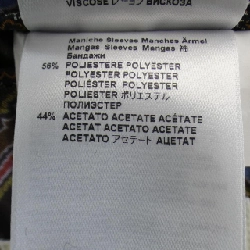 VISCOSE レーヨン ВИСКОЗА
Maniche Sleeves Manches Ärmel
Mangas Sleeves Mangas 袖
Бандажи
56% POLIESTERE POLYESTER
POLYESTER POLYESTER
POLIÉSTER POLYESTER
POLIESTER ポリエステル
ПОЛИЭСТЕР
44% ACETATO ACETATE ACÉTATE
ACETAT ACETATO ACETATE
ACETATO アセテート АЦЕТАТ